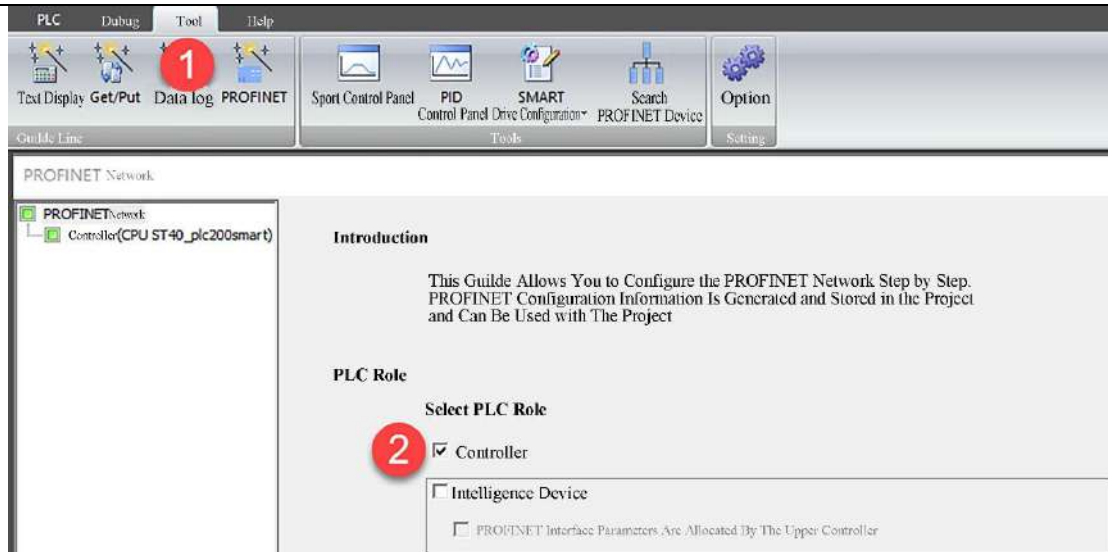 PLC Dubug Tool Help
1
Text Display Get/Put Data log PROFINET Sport Control Panel PID Control Panel SMART Drive Configuration Search PROFINET Device Option
Guilde Line Tools Setting
PROFINET Network
PROFINET Network
Controller(CPU ST40_plc200smart)
Introduction
This Guilde Allows You to Configure the PROFINET Network Step by Step.
PROFINET Configuration Information Is Generated and Stored in the Project
and Can Be Used with The Project
PLC Role
Select PLC Role
2 Controller
Intelligence Device
PROFINET Interface Parameters Are Allocated By The Upper Controller